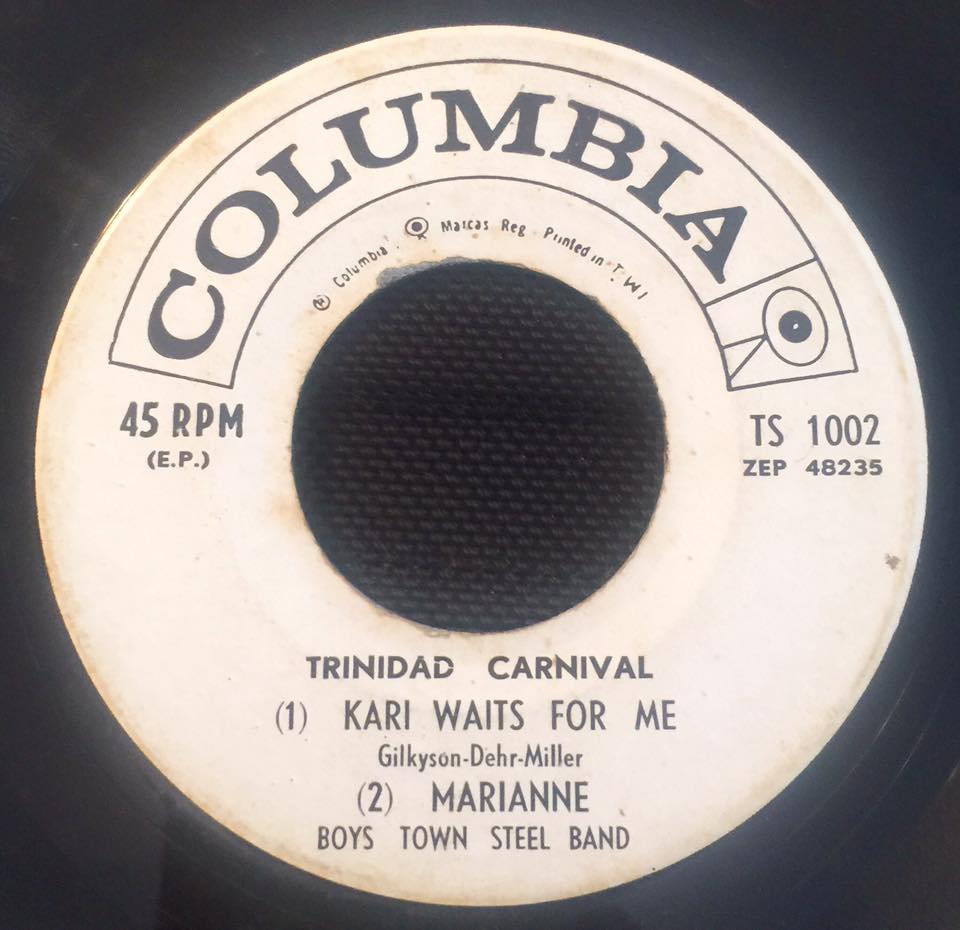 COLUMBIA
® Columbia Marcas Reg Printed in T. W I
45 RPM
(E.P.)
TS 1002
ZEP 48235
TRINIDAD CARNIVAL
(1) KARI WAITS FOR ME
Gilkyson-Dehr-Miller
(2) MARIANNE
BOYS TOWN STEEL BAND